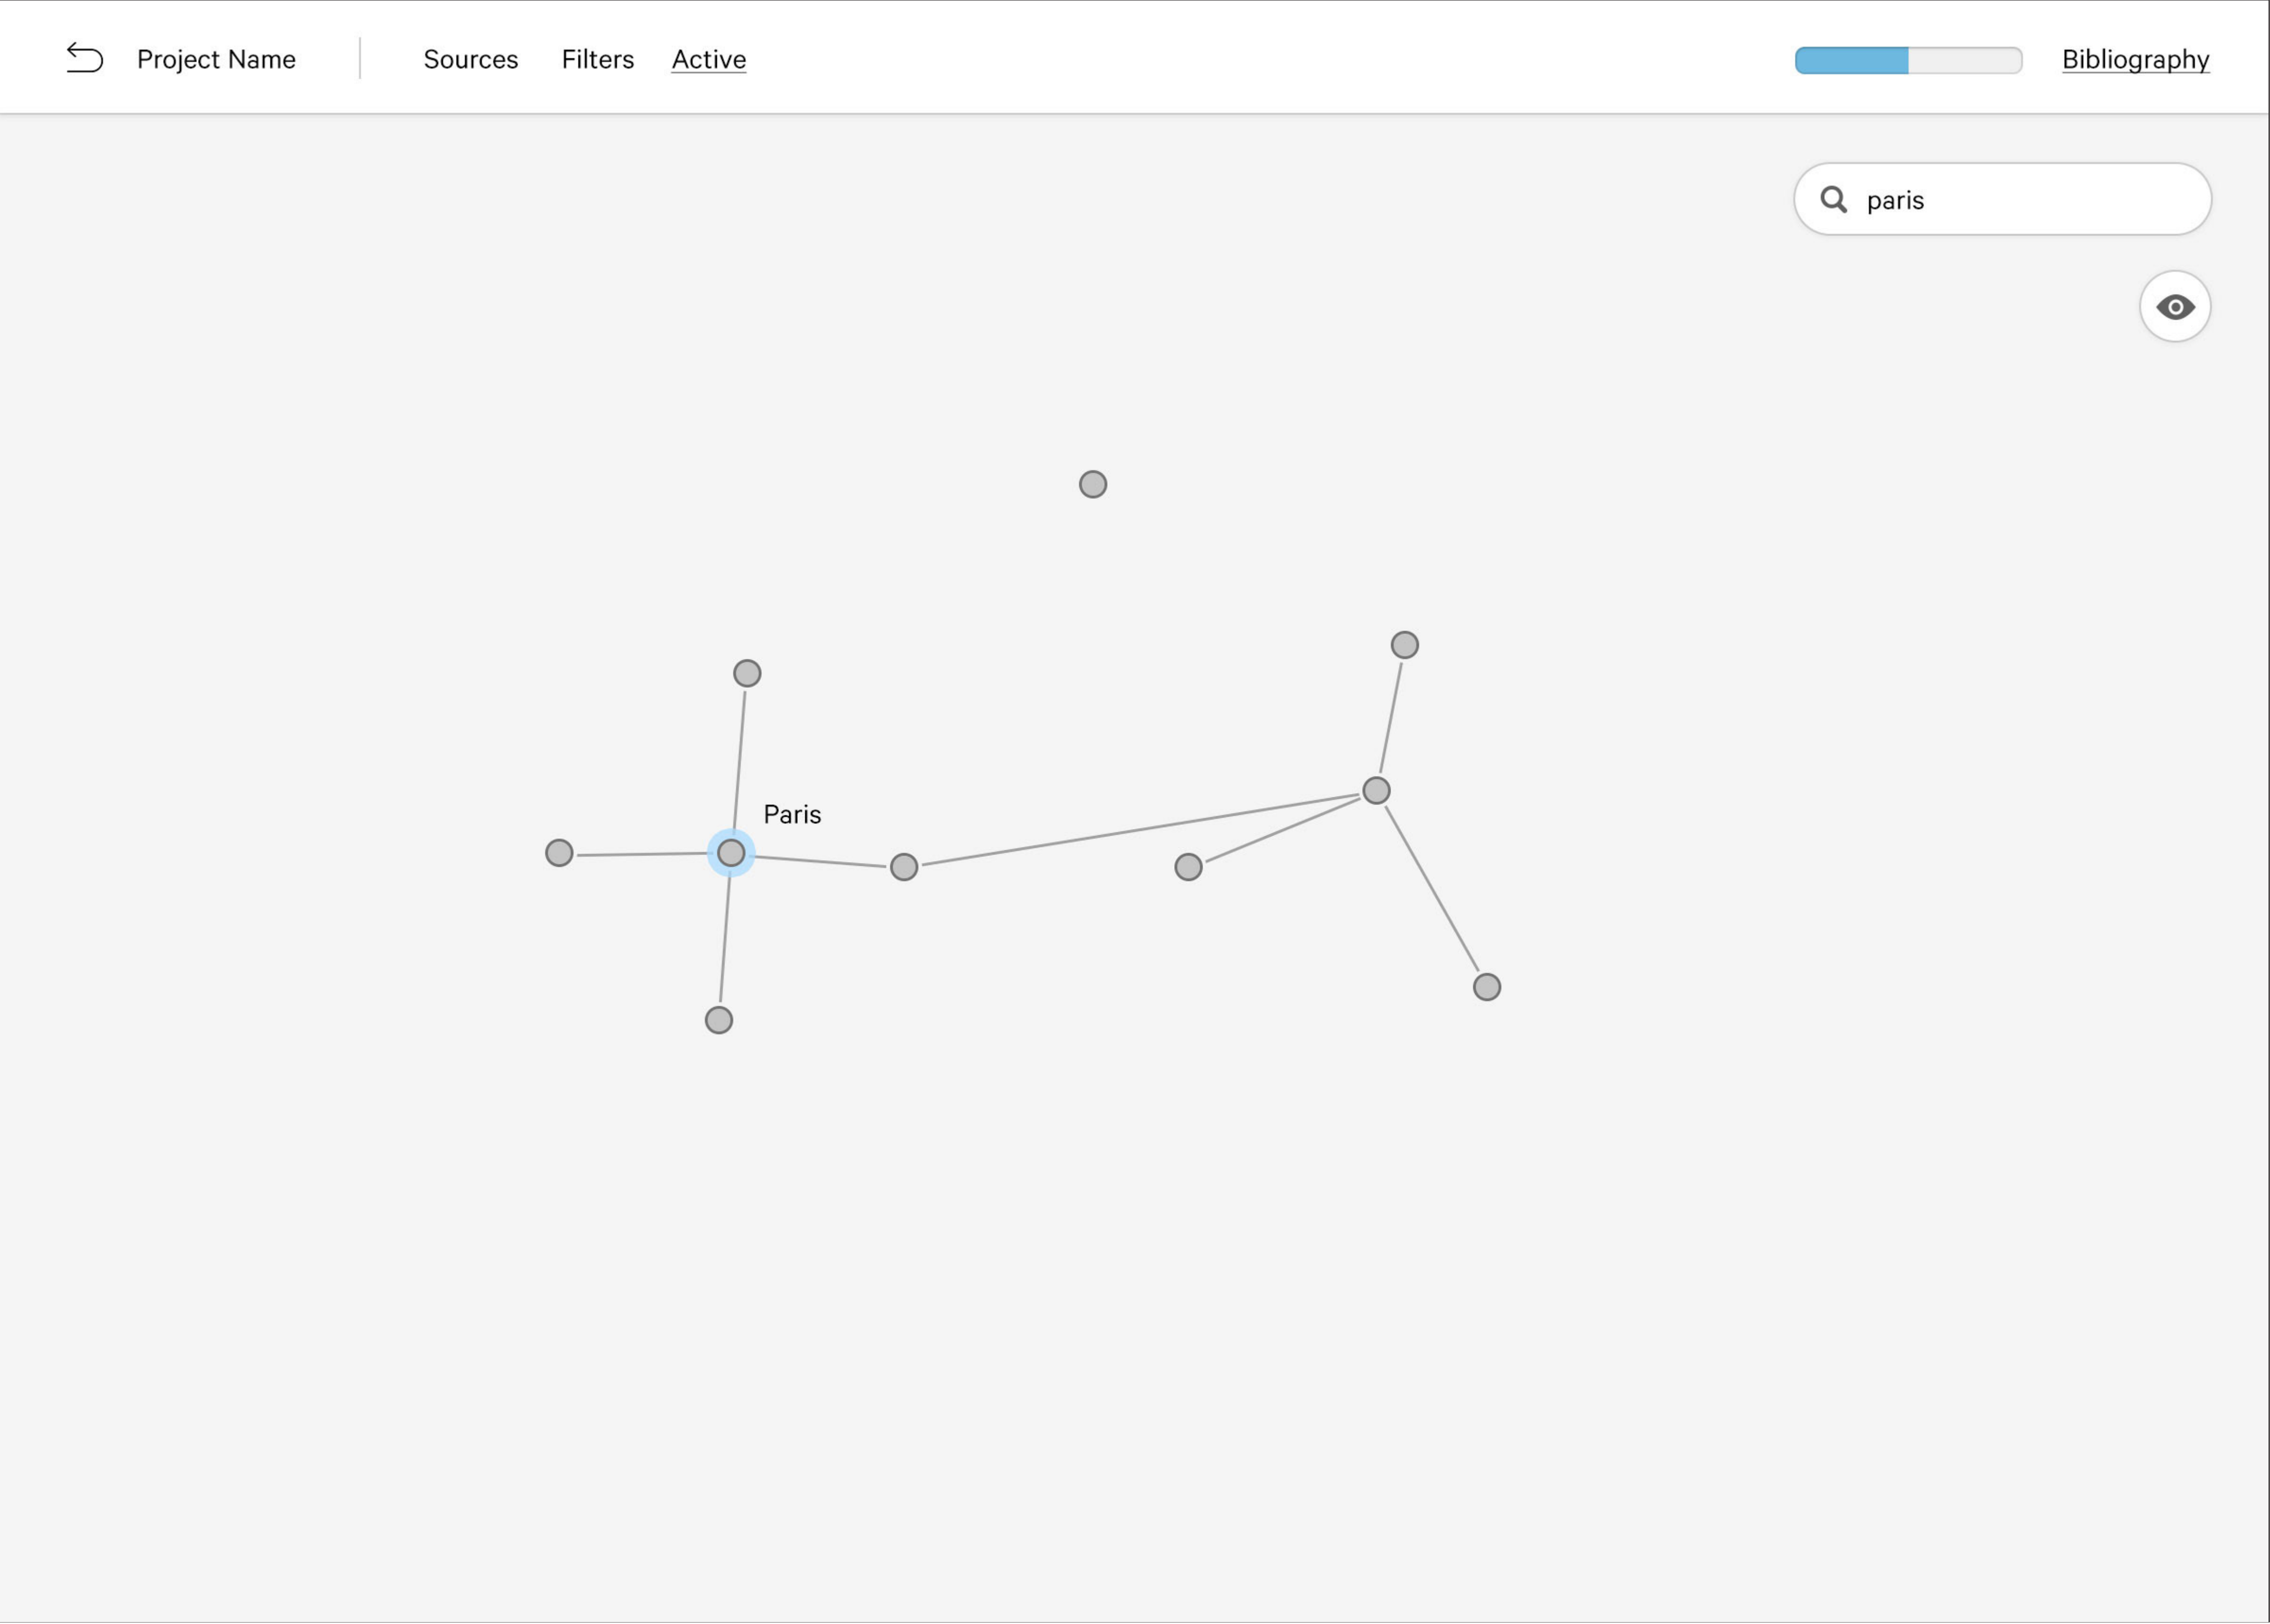 Project Name
Sources
Filters
Active
Bibliography
paris
Paris